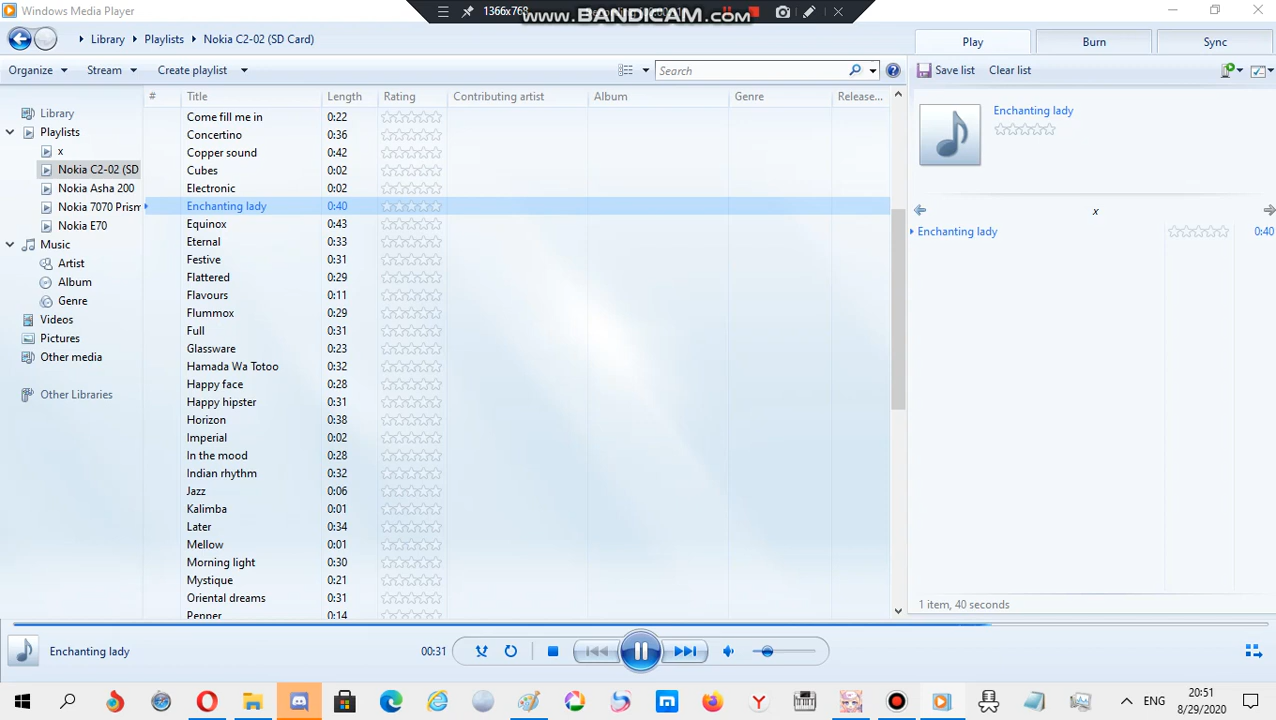 Windows Media Player
1366x768
www.BANDICAM.com
Library Playlists Nokia C2-02 (SD Card)
Play Burn Sync
Organize Stream Create playlist Search Save list Clear list
# Title Length Rating Contributing artist Album Genre Release...
Library
Playlists
x
Nokia C2-02 (SD
Nokia Asha 200
Nokia 7070 Prism
Nokia E70
Music
Artist
Album
Genre
Videos
Pictures
Other media
Other Libraries
Come fill me in 0:22
Concertino 0:36
Copper sound 0:42
Cubes 0:02
Electronic 0:02
Enchanting lady 0:40
Equinox 0:43
Eternal 0:33
Festive 0:31
Flattered 0:29
Flavours 0:11
Flummox 0:29
Full 0:31
Glassware 0:23
Hamada Wa Totoo 0:32
Happy face 0:28
Happy hipster 0:31
Horizon 0:38
Imperial 0:02
In the mood 0:28
Indian rhythm 0:32
Jazz 0:06
Kalimba 0:01
Later 0:34
Mellow 0:01
Morning light 0:30
Mystique 0:21
Oriental dreams 0:31
Pepper 0:14
Enchanting lady
x
Enchanting lady 0:40
1 item, 40 seconds
Enchanting lady 00:31
ENG
20:51
8/29/2020